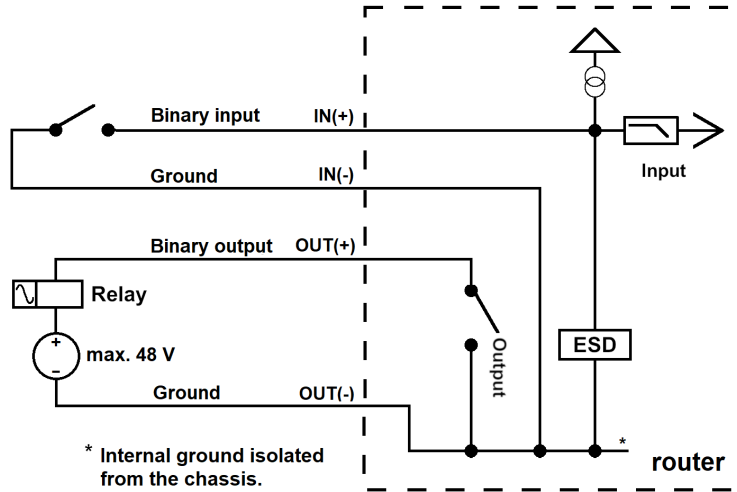 Binary input IN(+)
Input
Ground IN(-)
Binary output OUT(+)
Relay
+
max. 48 V
−
Output
ESD
Ground OUT(-)
*
* Internal ground isolated
from the chassis.
router